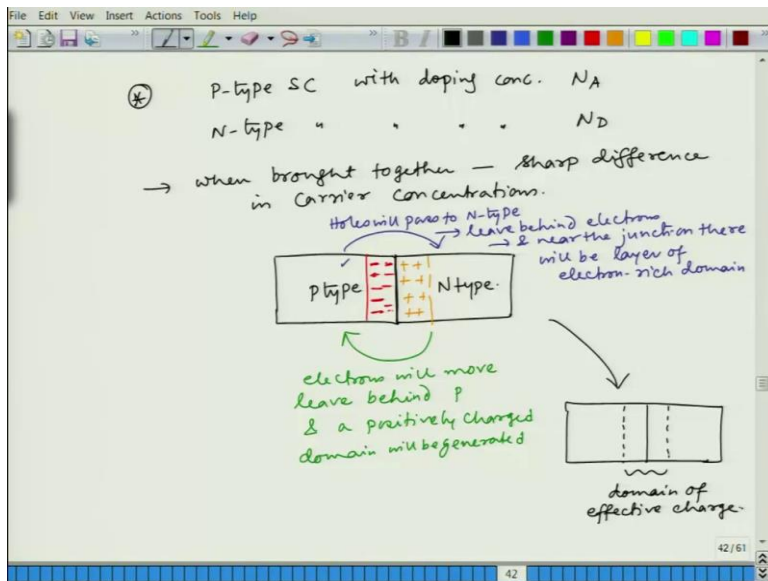 File Edit View Insert Actions Tools Help
B I
* P-type SC with doping conc. NA
N-type " " " " ND
→ when brought together — sharp difference
in carrier concentrations.
Holes will pass to N-type
→ leave behind electrons
→ & near the junction there
will be layer of
electron-rich domain
P type
N type.
++
++
++
++
electrons will move
leave behind P
& a positively charged
domain will be generated
domain of
effective charge.
42/61
42